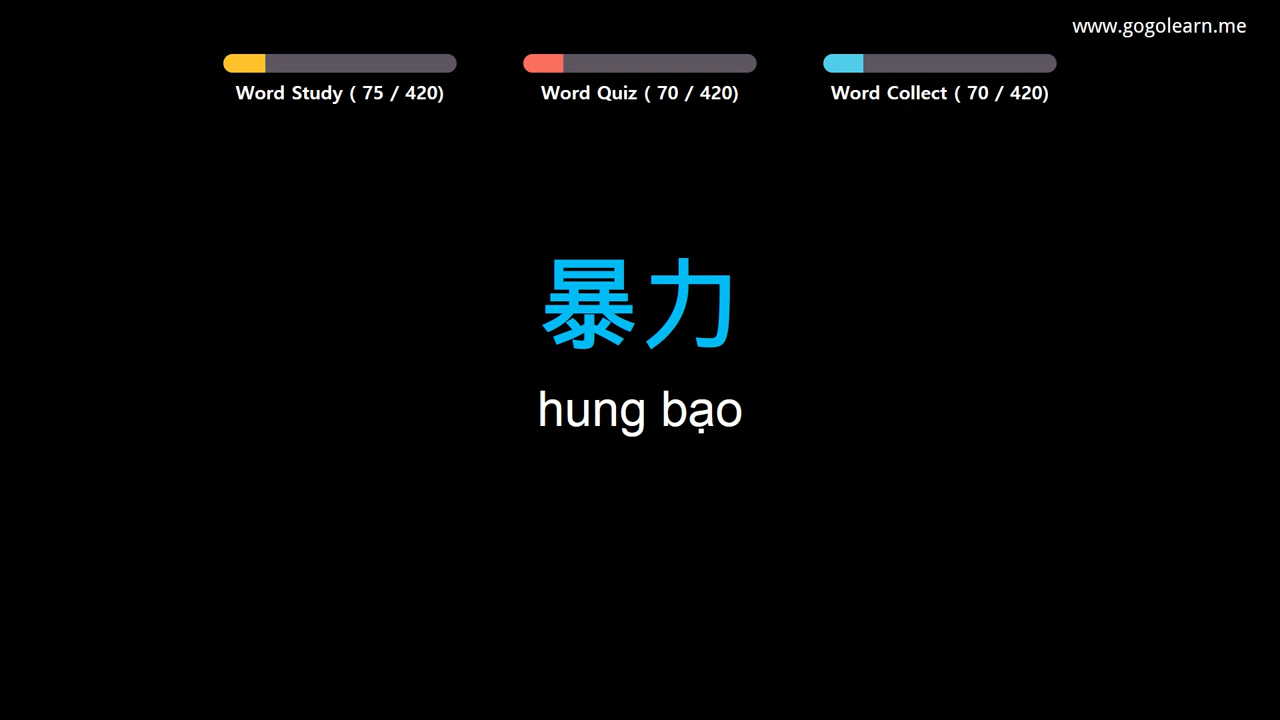 www.gogolearn.me
Word Study ( 75 / 420)
Word Quiz ( 70 / 420)
Word Collect ( 70 / 420)
暴力
hung bạo